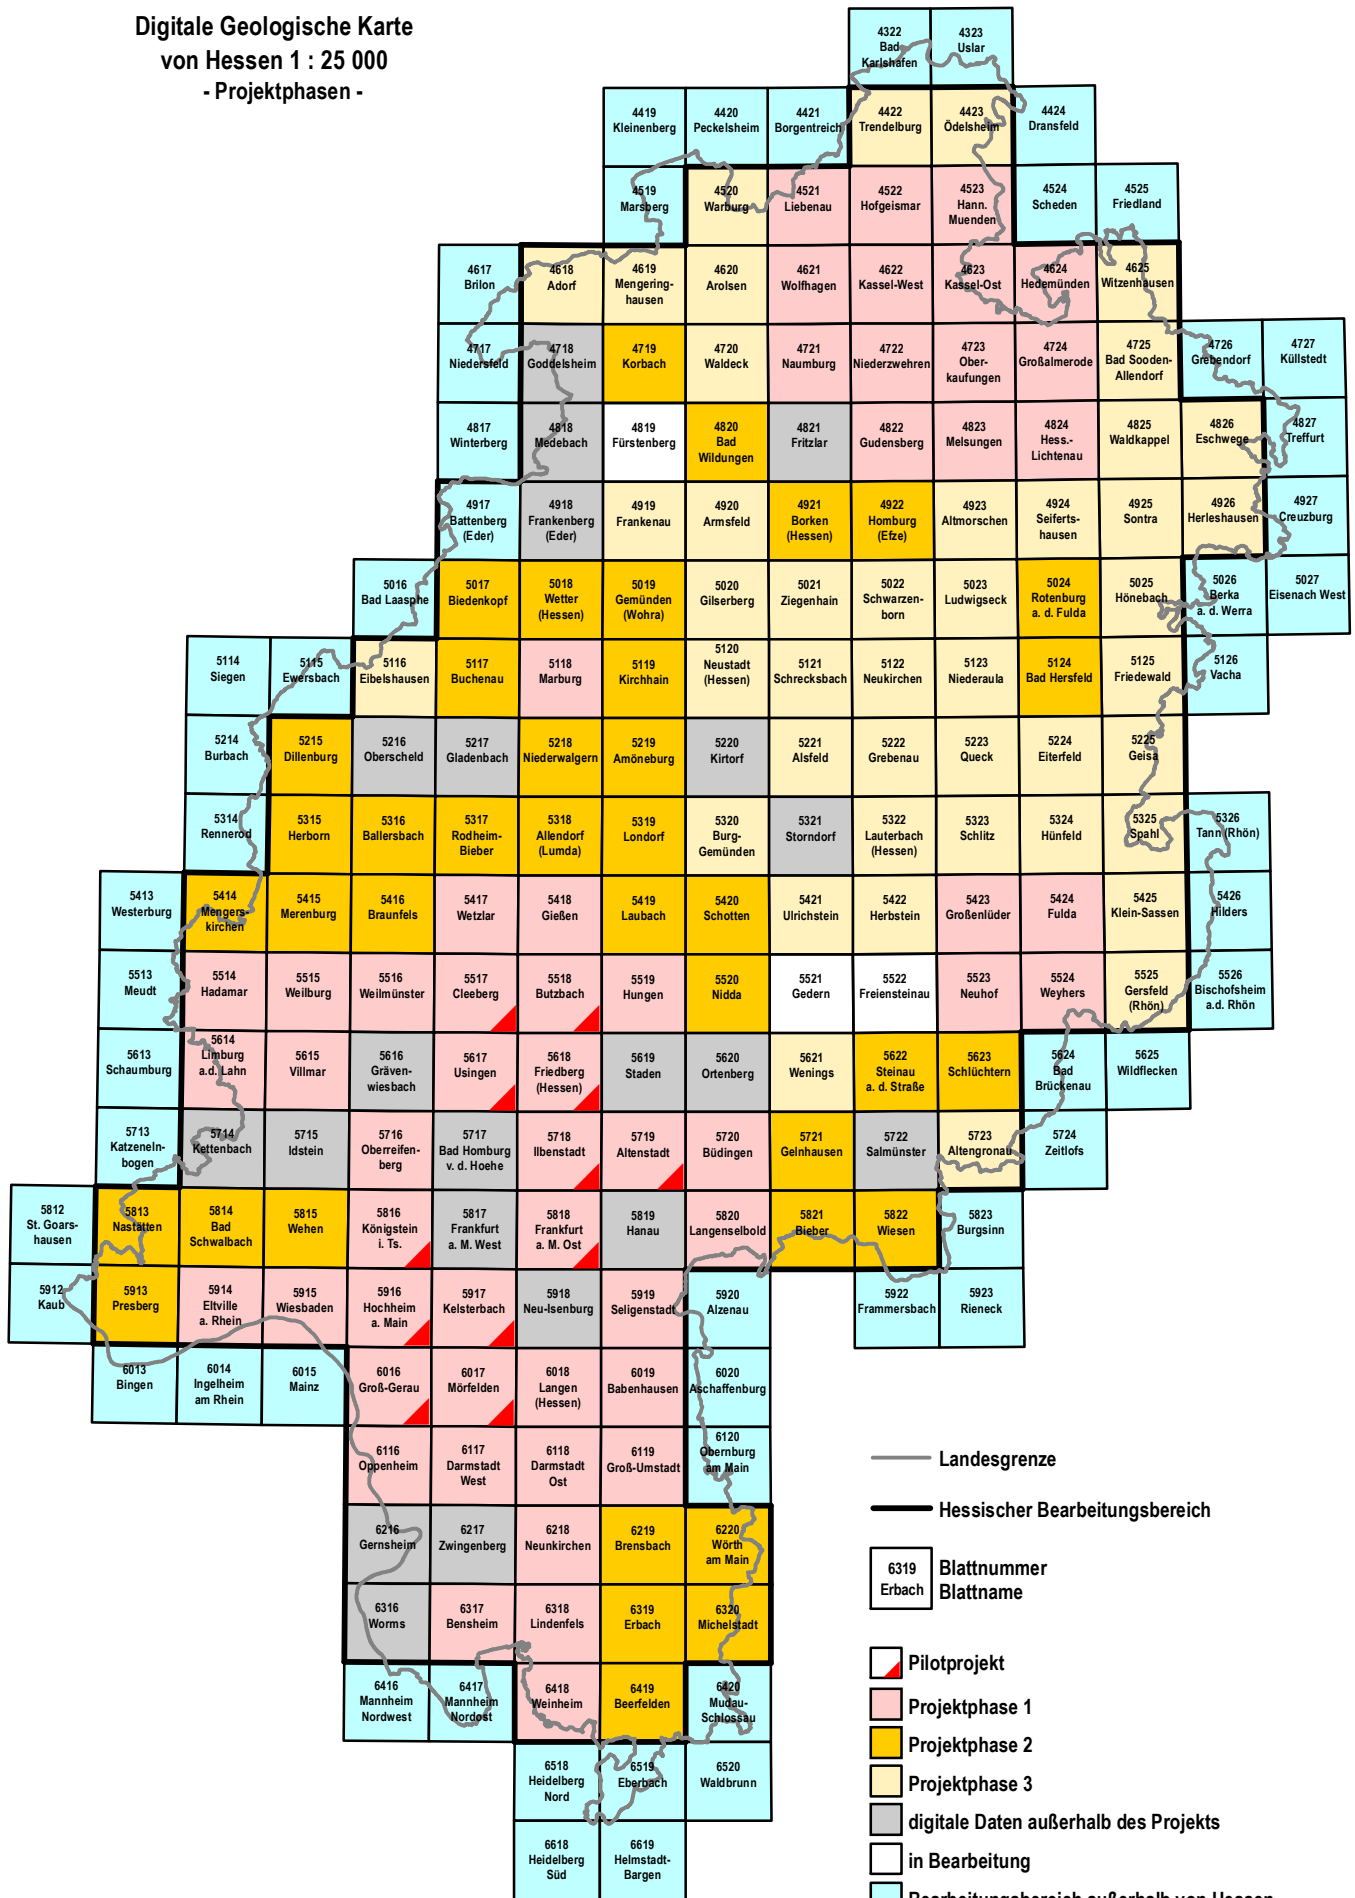 Digitale Geologische Karte
von Hessen 1 : 25 000
- Projektphasen -
4322
Bad
Karlshafen
4323
Uslar
4419
Kleinenberg
4420
Peckelsheim
4421
Borgentreich
4422
Trendelburg
4423
Ödelsheim
4424
Dransfeld
4519
Marsberg
4520
Warburg
4521
Liebenau
4522
Hofgeismar
4523
Hann.
Muenden
4524
Scheden
4525
Friedland
4617
Brilon
4618
Adorf
4619
Mengering-
hausen
4620
Arolsen
4621
Wolfhagen
4622
Kassel-West
4623
Kassel-Ost
4624
Hedemünden
4625
Witzenhausen
4717
Niedersfeld
4718
Goddelsheim
4719
Korbach
4720
Waldeck
4721
Naumburg
4722
Niederzwehren
4723
Ober-
kaufungen
4724
Großalmerode
4725
Bad Sooden-
Allendorf
4726
Grebendorf
4727
Küllstedt
4817
Winterberg
4818
Medebach
4819
Fürstenberg
4820
Bad
Wildungen
4821
Fritzlar
4822
Gudensberg
4823
Melsungen
4824
Hess.-
Lichtenau
4825
Waldkappel
4826
Eschwege
4827
Treffurt
4917
Battenberg
(Eder)
4918
Frankenberg
(Eder)
4919
Frankenau
4920
Armsfeld
4921
Borken
(Hessen)
4922
Homburg
(Efze)
4923
Altmorschen
4924
Seiferts-
hausen
4925
Sontra
4926
Herleshausen
4927
Creuzburg
5016
Bad Laasphe
5017
Biedenkopf
5018
Wetter
(Hessen)
5019
Gemünden
(Wohra)
5020
Gilserberg
5021
Ziegenhain
5022
Schwarzen-
born
5023
Ludwigseck
5024
Rotenburg
a. d. Fulda
5025
Hönebach
5026
Berka
a. d. Werra
5027
Eisenach West
5114
Siegen
5115
Ewersbach
5116
Eibelshausen
5117
Buchenau
5118
Marburg
5119
Kirchhain
5120
Neustadt
(Hessen)
5121
Schrecksbach
5122
Neukirchen
5123
Niederaula
5124
Bad Hersfeld
5125
Friedewald
5126
Vacha
5214
Burbach
5215
Dillenburg
5216
Oberscheld
5217
Gladenbach
5218
Niederwalgern
5219
Amöneburg
5220
Kirtorf
5221
Alsfeld
5222
Grebenau
5223
Queck
5224
Eiterfeld
5225
Geisa
5314
Rennerod
5315
Herborn
5316
Ballersbach
5317
Rodheim-
Bieber
5318
Allendorf
(Lumda)
5319
Londorf
5320
Burg-
Gemünden
5321
Storndorf
5322
Lauterbach
(Hessen)
5323
Schlitz
5324
Hünfeld
5325
Spahl
5326
Tann (Rhön)
5413
Westerburg
5414
Mengers-
kirchen
5415
Merenburg
5416
Braunfels
5417
Wetzlar
5418
Gießen
5419
Laubach
5420
Schotten
5421
Ulrichstein
5422
Herbstein
5423
Großenlüder
5424
Fulda
5425
Klein-Sassen
5426
Hilders
5513
Meudt
5514
Hadamar
5515
Weilburg
5516
Weilmünster
5517
Cleeberg
5518
Butzbach
5519
Hungen
5520
Nidda
5521
Gedern
5522
Freiensteinau
5523
Neuhof
5524
Weyhers
5525
Gersfeld
(Rhön)
5526
Bischofsheim
a.d. Rhön
5613
Schaumburg
5614
Limburg
a.d. Lahn
5615
Villmar
5616
Gräven-
wiesbach
5617
Usingen
5618
Friedberg
(Hessen)
5619
Staden
5620
Ortenberg
5621
Wenings
5622
Steinau
a. d. Straße
5623
Schlüchtern
5624
Bad
Brückenau
5625
Wildflecken
5713
Katzeneln-
bogen
5714
Kettenbach
5715
Idstein
5716
Oberreifen-
berg
5717
Bad Homburg
v. d. Hoehe
5718
Ilbenstadt
5719
Altenstadt
5720
Büdingen
5721
Gelnhausen
5722
Salmünster
5723
Altengronau
5724
Zeitlofs
5812
St. Goars-
hausen
5813
Nastätten
5814
Bad
Schwalbach
5815
Wehen
5816
Königstein
i. Ts.
5817
Frankfurt
a. M. West
5818
Frankfurt
a. M. Ost
5819
Hanau
5820
Langenselbold
5821
Bieber
5822
Wiesen
5823
Burgsinn
5912
Kaub
5913
Presberg
5914
Eltville
a. Rhein
5915
Wiesbaden
5916
Hochheim
a. Main
5917
Kelsterbach
5918
Neu-Isenburg
5919
Seligenstadt
5920
Alzenau
5922
Frammersbach
5923
Rieneck
6013
Bingen
6014
Ingelheim
am Rhein
6015
Mainz
6016
Groß-Gerau
6017
Mörfelden
6018
Langen
(Hessen)
6019
Babenhausen
6020
Aschaffenburg
6116
Oppenheim
6117
Darmstadt
West
6118
Darmstadt
Ost
6119
Groß-Umstadt
6120
Obernburg
am Main
6216
Gernsheim
6217
Zwingenberg
6218
Neunkirchen
6219
Brensbach
6220
Wörth
am Main
6316
Worms
6317
Bensheim
6318
Lindenfels
6319
Erbach
6320
Michelstadt
6416
Mannheim
Nordwest
6417
Mannheim
Nordost
6418
Weinheim
6419
Beerfelden
6420
Mudau-
Schlossau
6518
Heidelberg
Nord
6519
Eberbach
6520
Waldbrunn
6618
Heidelberg
Süd
6619
Helmstadt-
Bargen
Landesgrenze
Hessischer Bearbeitungsbereich
6319
Erbach
Blattnummer
Blattname
Pilotprojekt
Projektphase 1
Projektphase 2
Projektphase 3
digitale Daten außerhalb des Projekts
in Bearbeitung
Bearbeitungsbereich außerhalb von Hessen